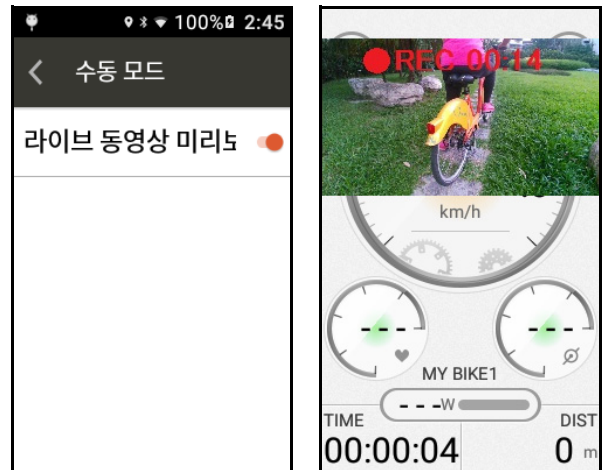 100% 2:45
수동 모드
라이브 동영상 미리보
REC 00:14
km/h
- - -
- - -
MY BIKE1
- - -W
TIME
DIST
00:00:04
0 m